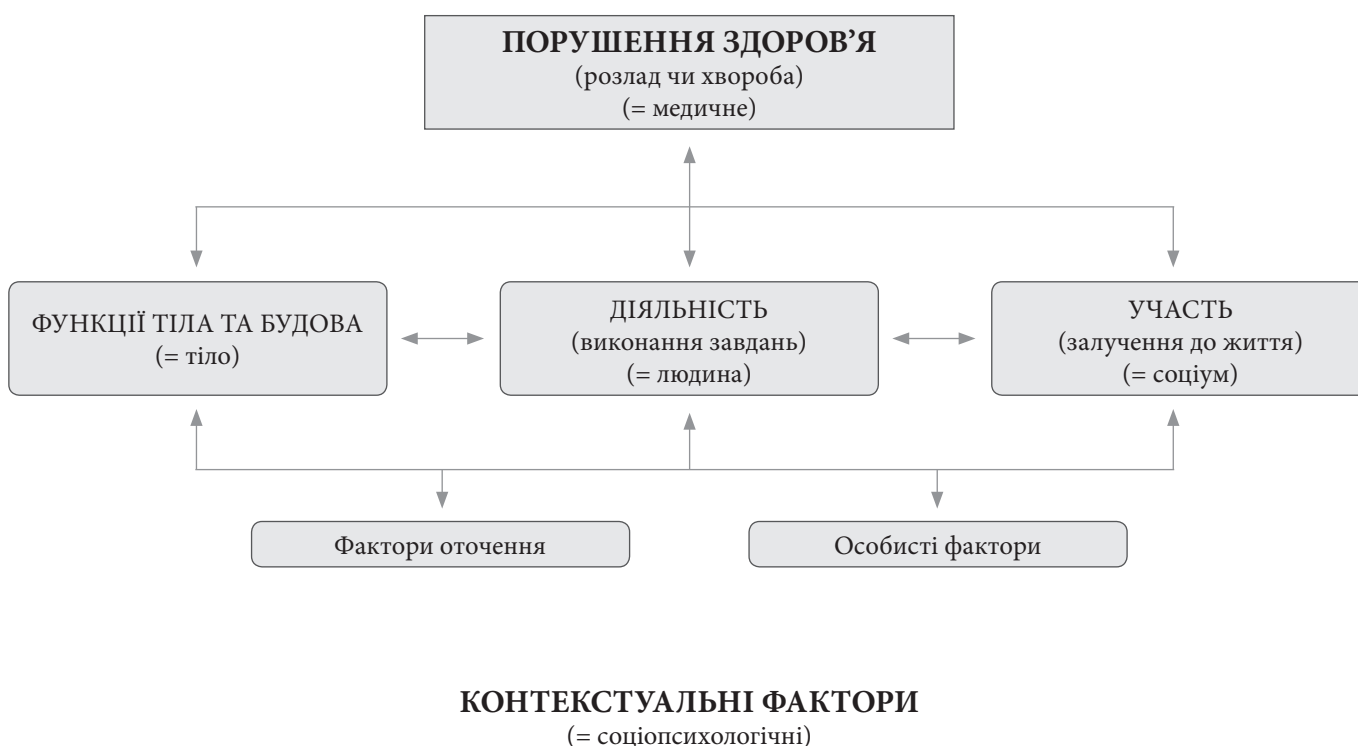 ПОРУШЕННЯ ЗДОРОВ’Я
(розлад чи хвороба)
(= медичне)
ФУНКЦІЇ ТІЛА ТА БУДОВА
(= тіло)
ДІЯЛЬНІСТЬ
(виконання завдань)
(= людина)
УЧАСТЬ
(залучення до життя)
(= соціум)
Фактори оточення
Особисті фактори
КОНТЕКСТУАЛЬНІ ФАКТОРИ
(= соціопсихологічні)